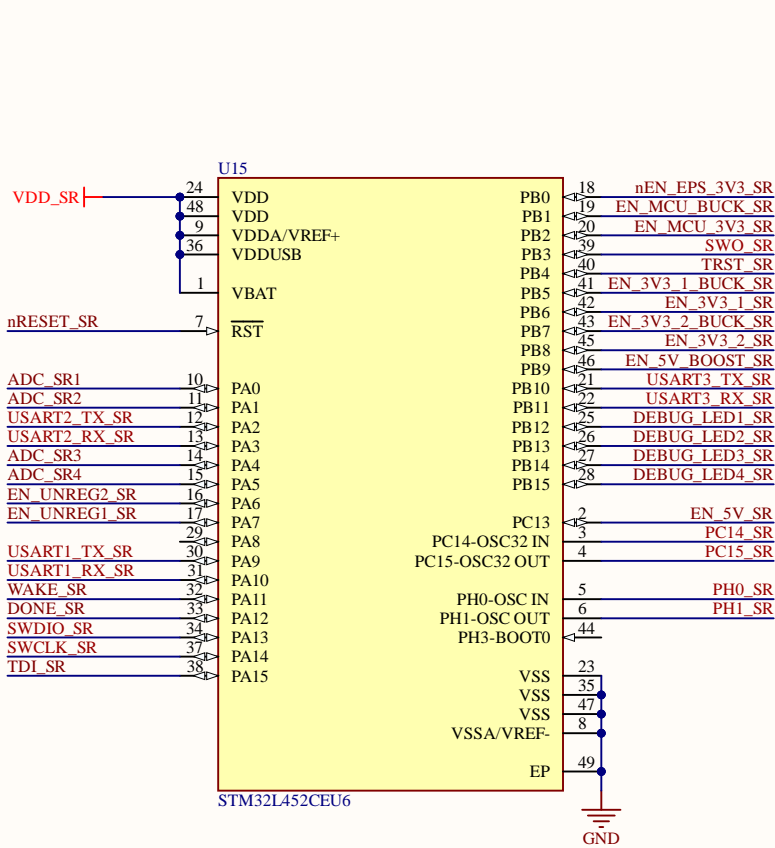 U15
VDD_SR 24 VDD PB0 18 nEN_EPS_3V3_SR
48 VDD PB1 19 EN_MCU_BUCK_SR
9 VDDA/VREF+ PB2 20 EN_MCU_3V3_SR
36 VDDUSB PB3 39 SWO_SR
PB4 40 TRST_SR
1 VBAT PB5 41 EN_3V3_1_BUCK_SR
PB6 42 EN_3V3_1_SR
nRESET_SR 7 RST PB7 43 EN_3V3_2_BUCK_SR
PB8 45 EN_3V3_2_SR
PB9 46 EN_5V_BOOST_SR
ADC_SR1 10 PA0 PB10 21 USART3_TX_SR
ADC_SR2 11 PA1 PB11 22 USART3_RX_SR
USART2_TX_SR 12 PA2 PB12 25 DEBUG_LED1_SR
USART2_RX_SR 13 PA3 PB13 26 DEBUG_LED2_SR
ADC_SR3 14 PA4 PB14 27 DEBUG_LED3_SR
ADC_SR4 15 PA5 PB15 28 DEBUG_LED4_SR
EN_UNREG2_SR 16 PA6
EN_UNREG1_SR 17 PA7 PC13 2 EN_5V_SR
29 PA8 PC14-OSC32 IN 3 PC14_SR
USART1_TX_SR 30 PA9 PC15-OSC32 OUT 4 PC15_SR
USART1_RX_SR 31 PA10
WAKE_SR 32 PA11 PH0-OSC IN 5 PH0_SR
DONE_SR 33 PA12 PH1-OSC OUT 6 PH1_SR
SWDIO_SR 34 PA13 PH3-BOOT0 44
SWCLK_SR 37 PA14
TDI_SR 38 PA15 VSS 23
VSS 35
VSS 47
VSSA/VREF- 8
EP 49
STM32L452CEU6
GND